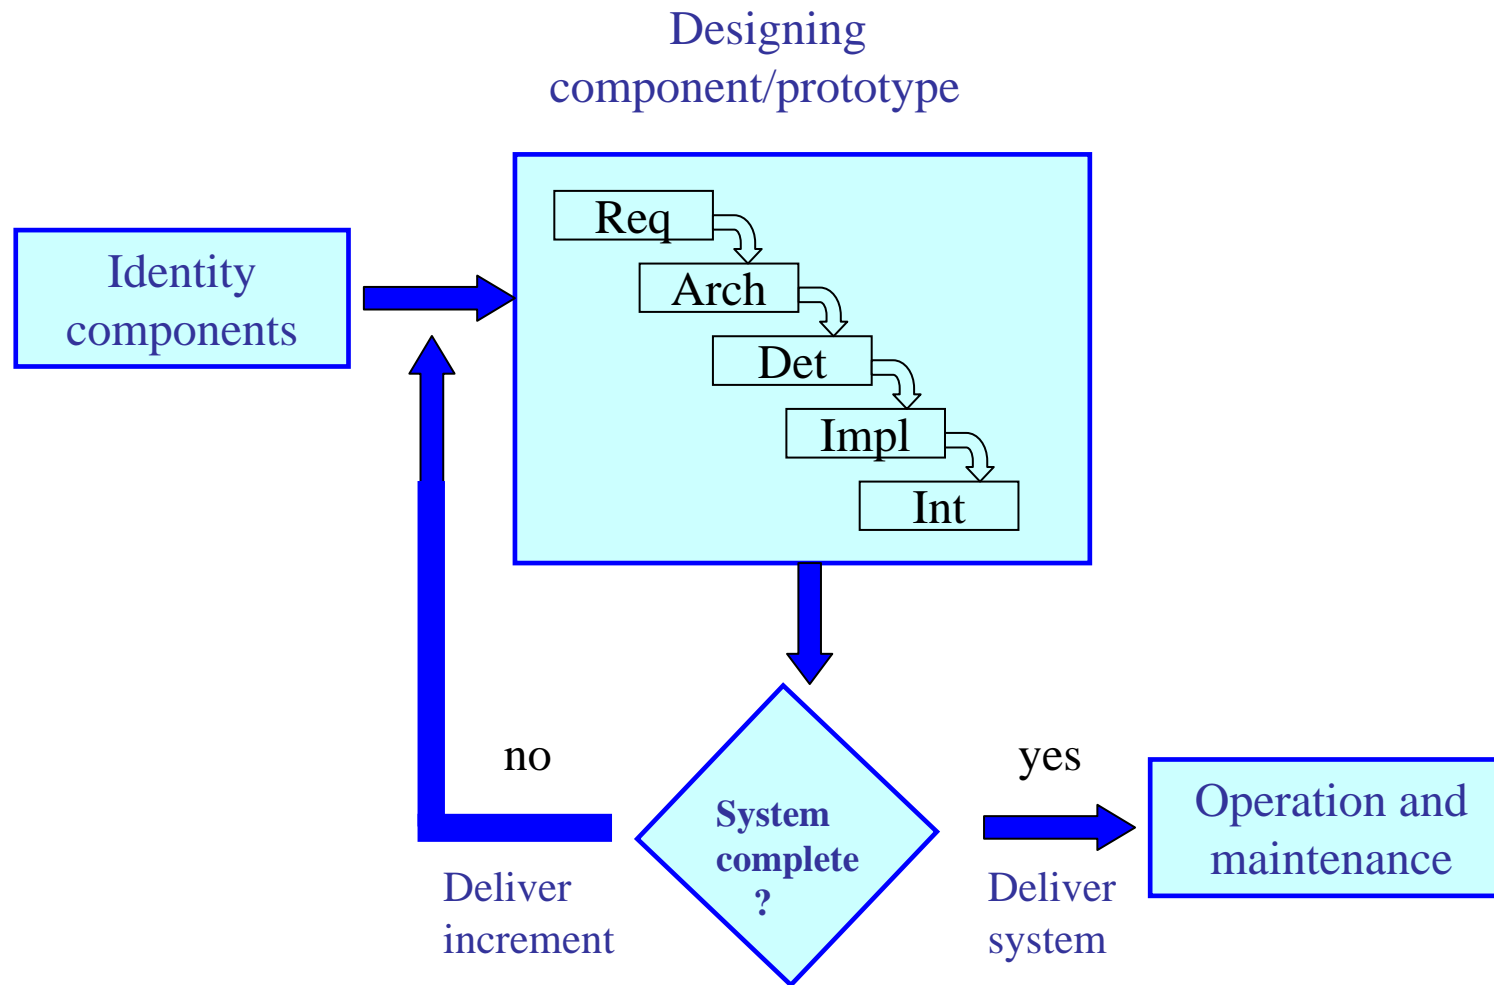 Designing
component/prototype
Identity
components
Req
Arch
Det
Impl
Int
no
yes
System
complete
?
Deliver
increment
Deliver
system
Operation and
maintenance